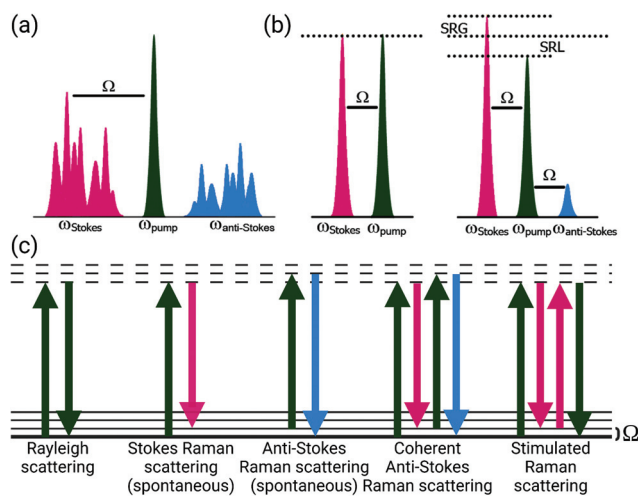 (a)
Ω
ωStokes
ωpump
ωanti-Stokes
(b)
Ω
ωStokes
ωpump
SRG
SRL
Ω
Ω
ωStokes
ωpump
ωanti-Stokes
(c)
Ω
Rayleigh
scattering
Stokes Raman
scattering
(spontaneous)
Anti-Stokes
Raman scattering
(spontaneous)
Coherent
Anti-Stokes
Raman scattering
Stimulated
Raman
scattering